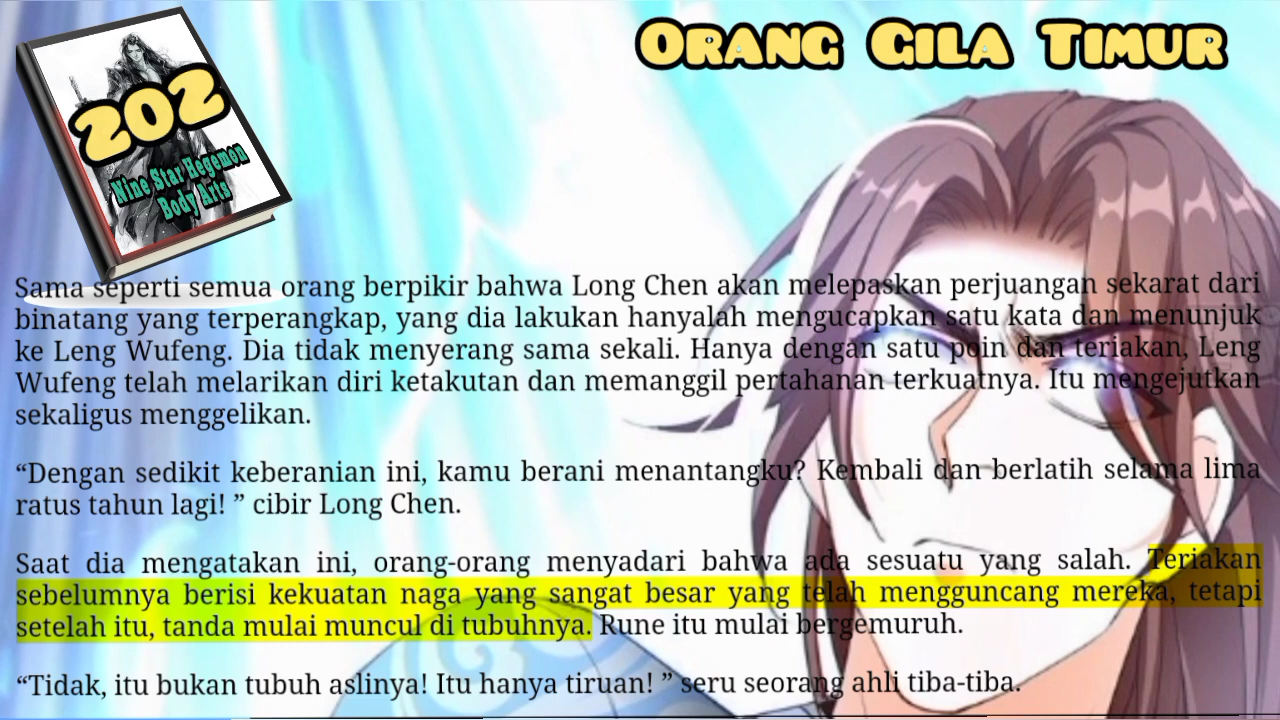 Orang Gila Timur
202
Nine Star Hegemon
Body Arts
Sama seperti semua orang berpikir bahwa Long Chen akan melepaskan perjuangan sekarat dari
binatang yang terperangkap, yang dia lakukan hanyalah mengucapkan satu kata dan menunjuk
ke Leng Wufeng. Dia tidak menyerang sama sekali. Hanya dengan satu poin dan teriakan, Leng
Wufeng telah melarikan diri ketakutan dan memanggil pertahanan terkuatnya. Itu mengejutkan
sekaligus menggelikan.
“Dengan sedikit keberanian ini, kamu berani menantangku? Kembali dan berlatih selama lima
ratus tahun lagi! ” cibir Long Chen.
Saat dia mengatakan ini, orang-orang menyadari bahwa ada sesuatu yang salah. Teriakan
sebelumnya berisi kekuatan naga yang sangat besar yang telah mengguncang mereka, tetapi
setelah itu, tanda mulai muncul di tubuhnya. Rune itu mulai bergemuruh.
“Tidak, itu bukan tubuh aslinya! Itu hanya tiruan! ” seru seorang ahli tiba-tiba.